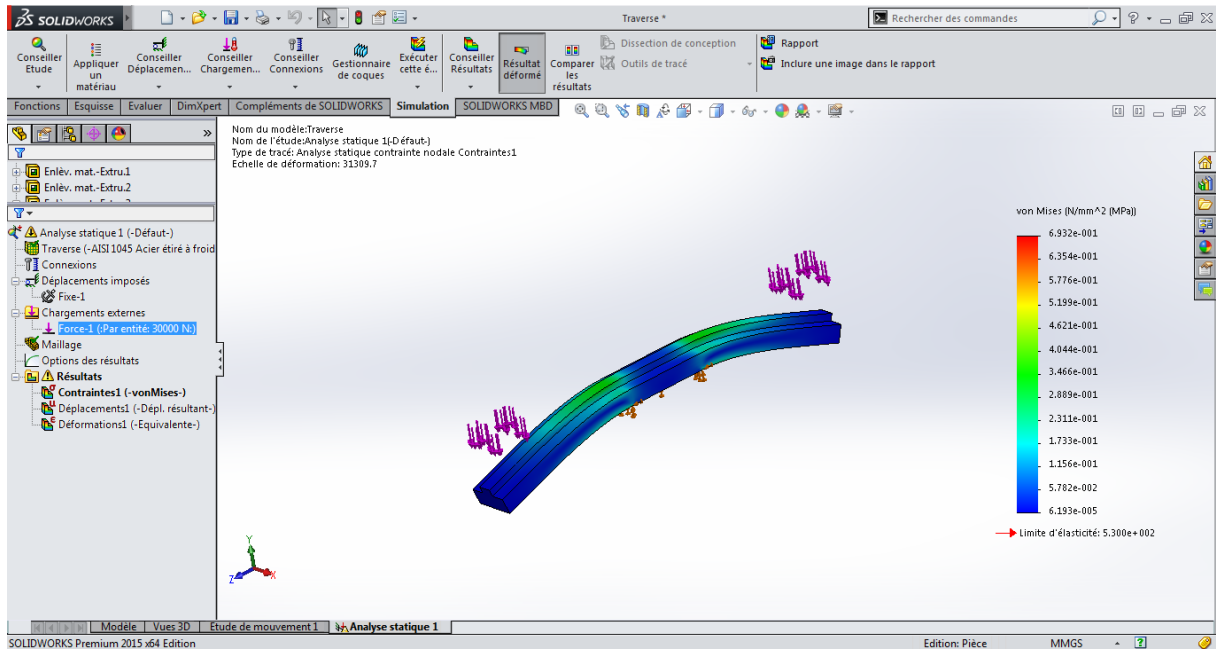 SOLIDWORKS
Traverse *
Rechercher des commandes
Conseiller Etude
Appliquer un matériau
Conseiller Déplacemen...
Conseiller Chargemen...
Conseiller Connexions
Gestionnaire de coques
Exécuter cette é...
Conseiller Résultats
Résultat déformé
Comparer les résultats
Dissection de conception
Outils de tracé
Rapport
Inclure une image dans le rapport
Fonctions
Esquisse
Evaluer
DimXpert
Compléments de SOLIDWORKS
Simulation
SOLIDWORKS MBD
Enlèv. mat.-Extru.1
Enlèv. mat.-Extru.2
Analyse statique 1 (-Défaut-)
Traverse (-AISI 1045 Acier étiré à froid
Connexions
Déplacements imposés
Fixe-1
Chargements externes
Force-1 (:Par entité: 30000 N:)
Maillage
Options des résultats
Résultats
Contraintes1 (-vonMises-)
Déplacements1 (-Dépl. résultant-)
Déformations1 (-Equivalente-)
Nom du modèle:Traverse
Nom de l'étude:Analyse statique 1(-Défaut-)
Type de tracé: Analyse statique contrainte nodale Contraintes1
Echelle de déformation: 31309.7
von Mises (N/mm^2 (MPa))
6.932e-001
6.354e-001
5.776e-001
5.199e-001
4.621e-001
4.044e-001
3.466e-001
2.889e-001
2.311e-001
1.733e-001
1.156e-001
5.782e-002
6.193e-005
Limite d'élasticité: 5.300e+002
Y
Z
X
Modèle
Vues 3D
Etude de mouvement 1
Analyse statique 1
SOLIDWORKS Premium 2015 x64 Edition
Edition: Pièce
MMGS